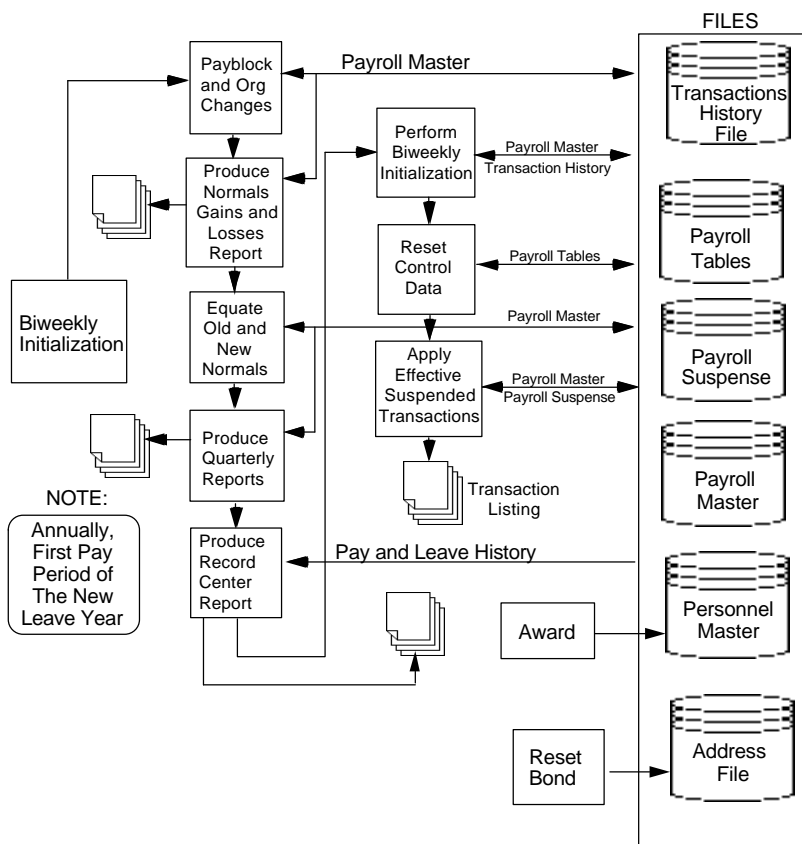 FILES
Payblock
and Org
Changes
Payroll Master
Transactions
History
File
Perform
Biweekly
Initialization
Payroll Master
Transaction History
Produce
Normals
Gains and
Losses
Report
Reset
Control
Data
Payroll Tables
Payroll
Tables
Biweekly
Initialization
Equate
Old and
New
Normals
Payroll Master
Apply
Effective
Suspended
Transactions
Payroll Master
Payroll Suspense
Payroll
Suspense
Produce
Quarterly
Reports
Transaction
Listing
Payroll
Master
NOTE:
Annually,
First Pay
Period of
The New
Leave Year
Produce
Record
Center
Report
Pay and Leave History
Award
Personnel
Master
Reset
Bond
Address
File